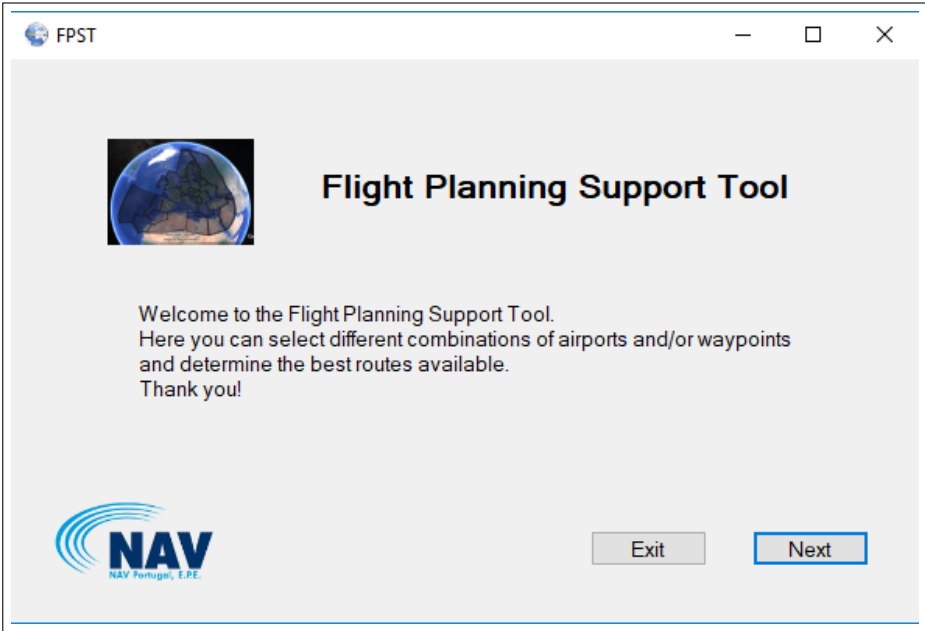 FPST
Flight Planning Support Tool
Welcome to the Flight Planning Support Tool.
Here you can select different combinations of airports and/or waypoints
and determine the best routes available.
Thank you!
NAV
NAV Portugal, E.P.E.
Exit
Next